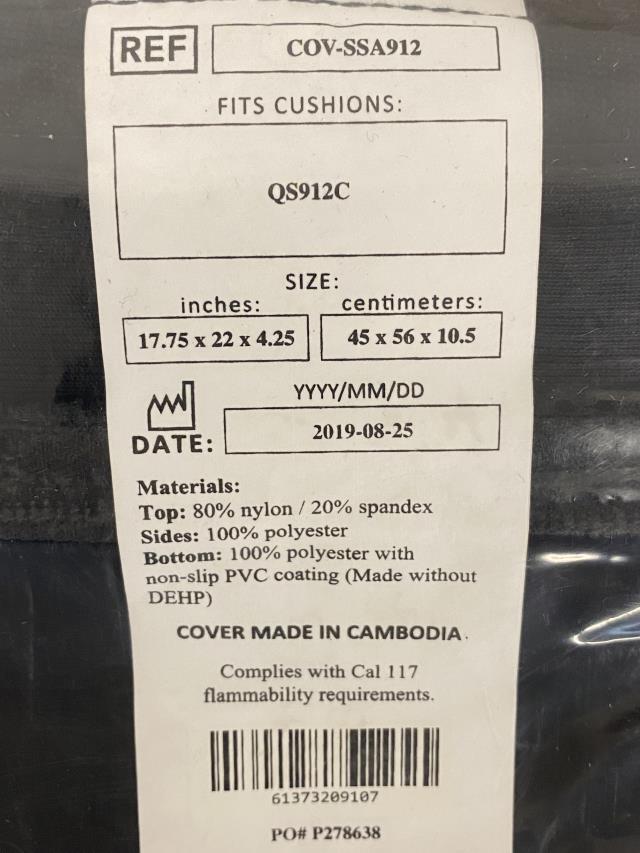 REF COV-SSA912
FITS CUSHIONS:
QS912C
SIZE:
inches: centimeters:
17.75 x 22 x 4.25 45 x 56 x 10.5
YYYY/MM/DD
DATE: 2019-08-25
Materials:
Top: 80% nylon / 20% spandex
Sides: 100% polyester
Bottom: 100% polyester with
non-slip PVC coating (Made without
DEHP)
COVER MADE IN CAMBODIA.
Complies with Cal 117
flammability requirements.
61373209107
PO# P278638